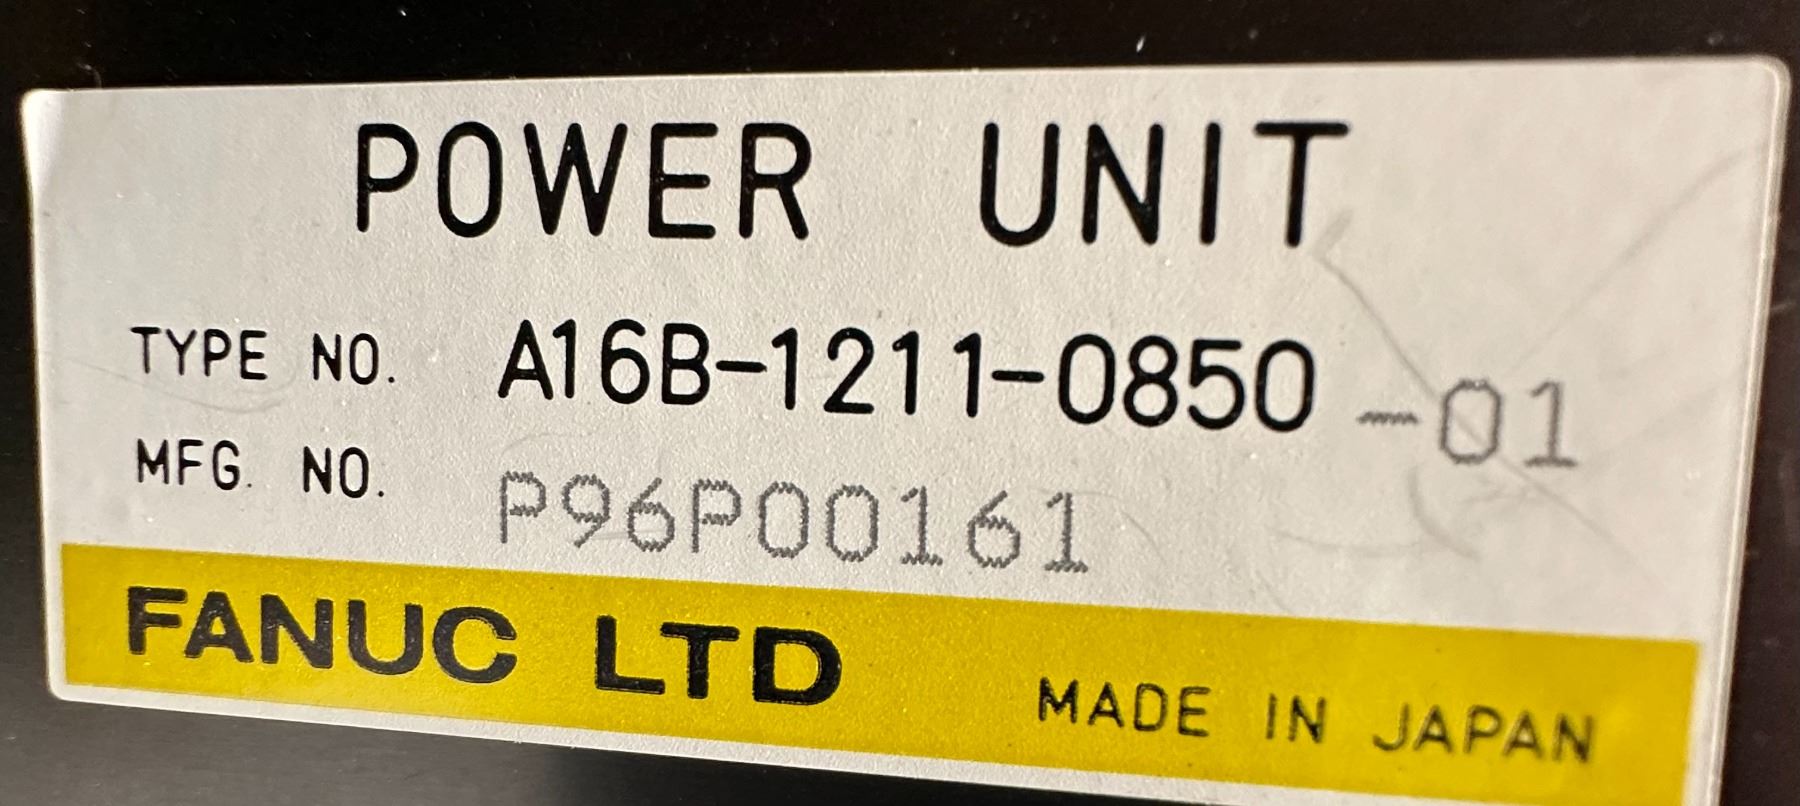 POWER UNIT
TYPE NO. A16B-1211-0850-01
MFG. NO. P96P00161
FANUC LTD MADE IN JAPAN